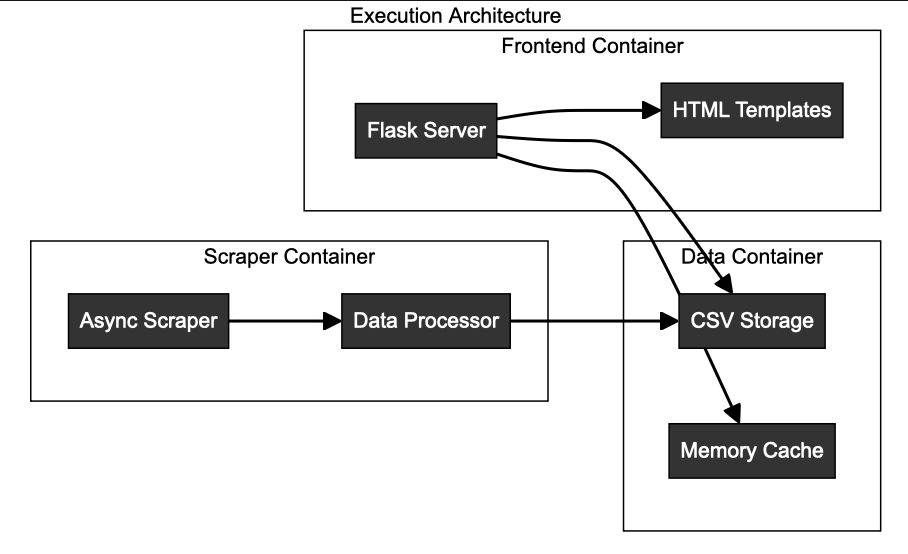 Execution Architecture
Frontend Container
HTML Templates
Flask Server
Scraper Container
Data Container
Async Scraper
Data Processor
CSV Storage
Memory Cache